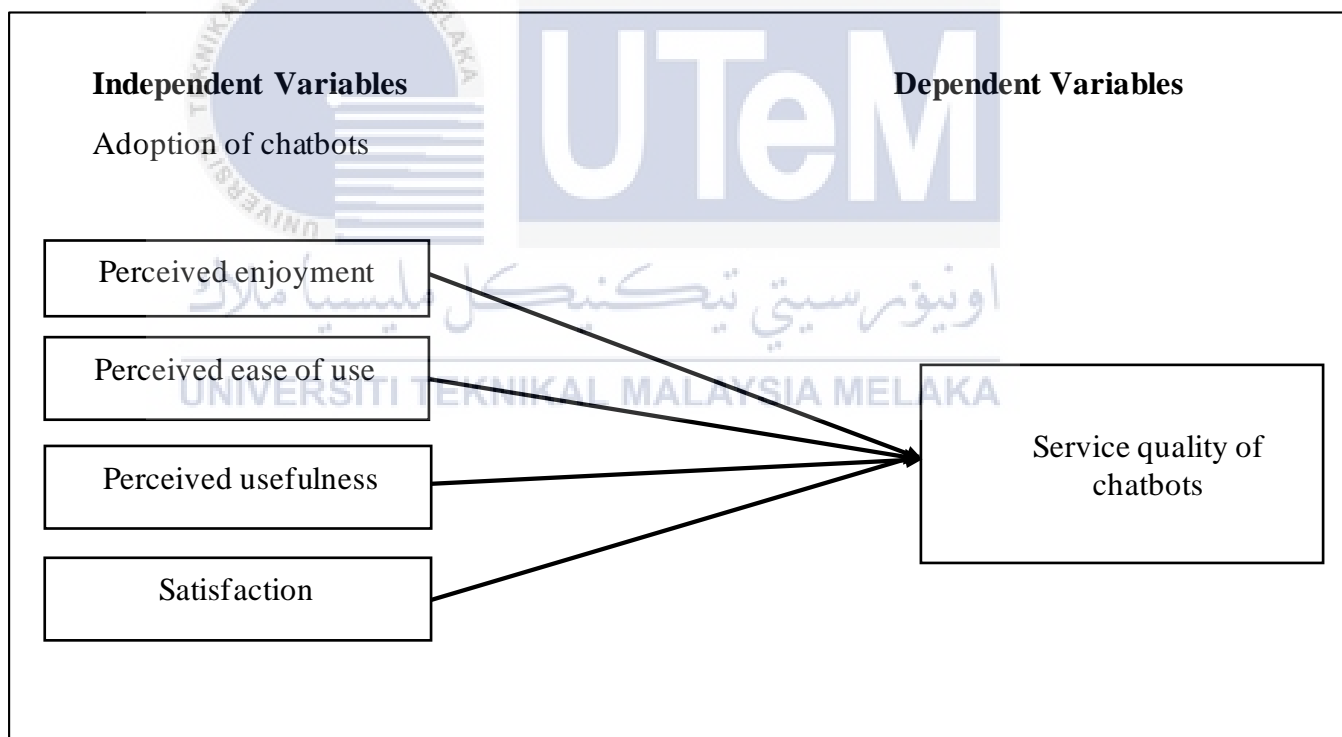 Independent Variables
Dependent Variables
Adoption of chatbots
UTeM
Perceived enjoyment
اونيۏرسيتي تيكنيكل مليسيا ملاك
Perceived ease of use
UNIVERSITI TEKNIKAL MALAYSIA MELAKA
Perceived usefulness
Service quality of
chatbots
Satisfaction